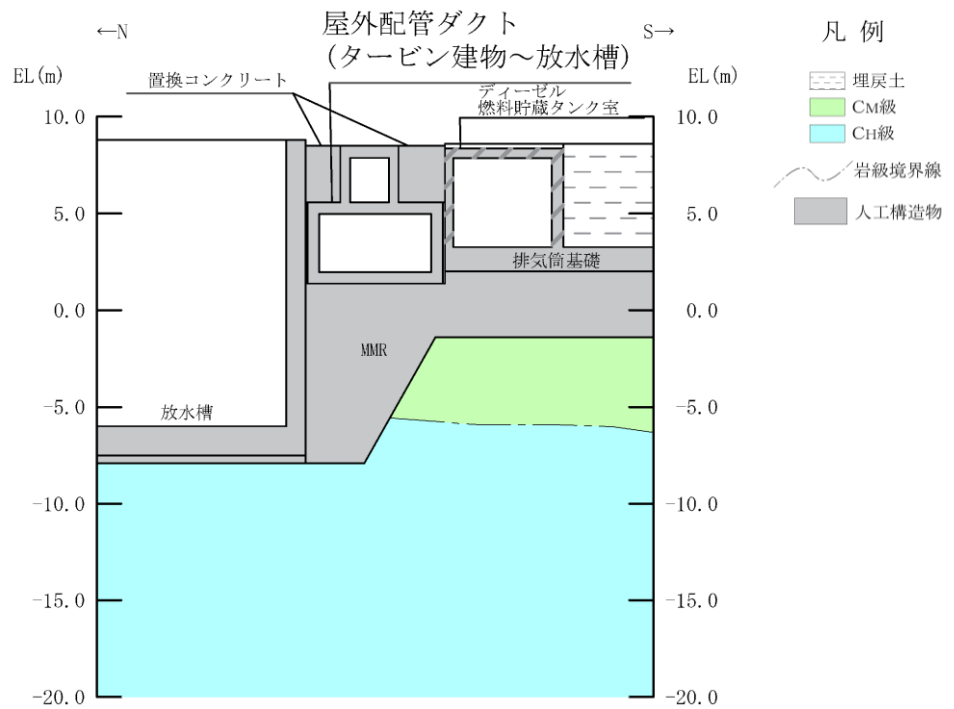 屋外配管ダクト
(タービン建物～放水槽)
←N
S→
凡 例
EL(m)
EL(m)
置換コンクリート
ディーゼル
燃料貯蔵タンク室
埋戻土
CM級
CH級
岩級境界線
人工構造物
10.0
10.0
5.0
5.0
排気筒基礎
0.0
0.0
MMR
-5.0
-5.0
放水槽
-10.0
-10.0
-15.0
-15.0
-20.0
-20.0